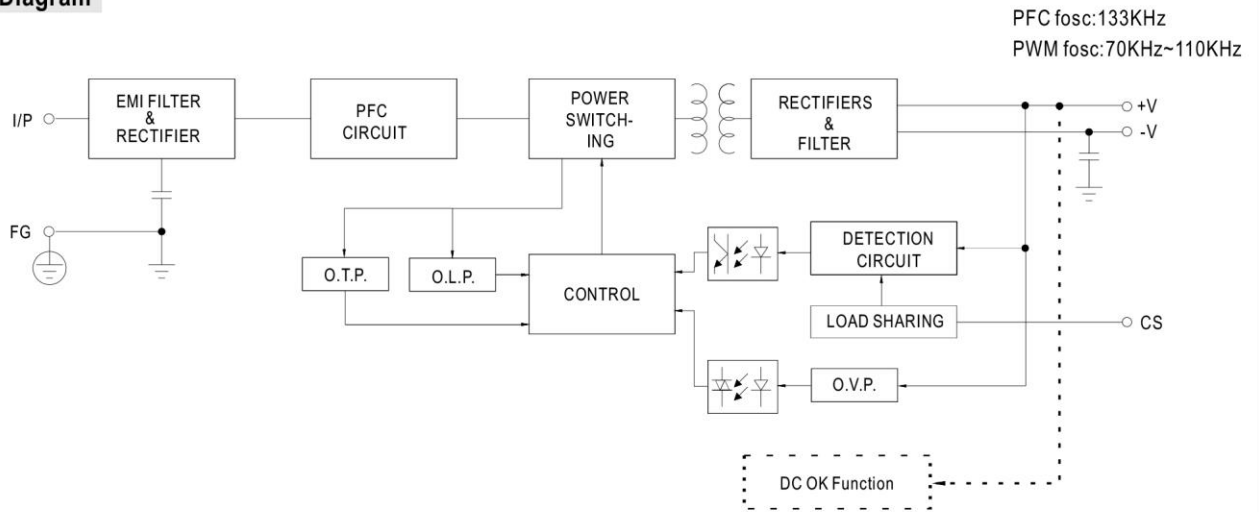 Diagram
PFC fosc:133KHz
PWM fosc:70KHz~110KHz
I/P
EMI FILTER
&
RECTIFIER
PFC
CIRCUIT
POWER
SWITCH-
ING
RECTIFIERS
&
FILTER
+V
-V
FG
O.T.P.
O.L.P.
CONTROL
DETECTION
CIRCUIT
LOAD SHARING
CS
O.V.P.
DC OK Function